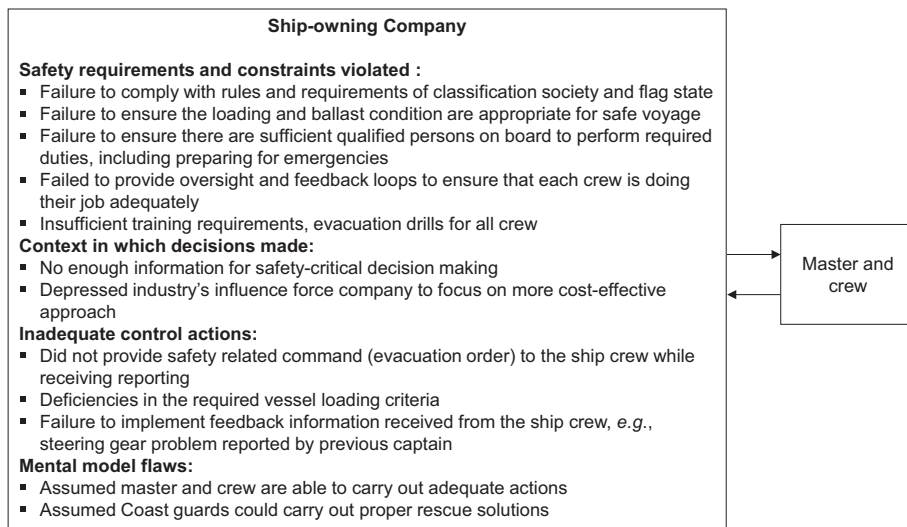 Ship-owning Company
Safety requirements and constraints violated :
▪ Failure to comply with rules and requirements of classification society and flag state
▪ Failure to ensure the loading and ballast condition are appropriate for safe voyage
▪ Failure to ensure there are sufficient qualified persons on board to perform required
duties, including preparing for emergencies
▪ Failed to provide oversight and feedback loops to ensure that each crew is doing
their job adequately
▪ Insufficient training requirements, evacuation drills for all crew
Context in which decisions made:
▪ No enough information for safety-critical decision making
▪ Depressed industry's influence force company to focus on more cost-effective
approach
Inadequate control actions:
▪ Did not provide safety related command (evacuation order) to the ship crew while
receiving reporting
▪ Deficiencies in the required vessel loading criteria
▪ Failure to implement feedback information received from the ship crew, e.g.,
steering gear problem reported by previous captain
Mental model flaws:
▪ Assumed master and crew are able to carry out adequate actions
▪ Assumed Coast guards could carry out proper rescue solutions
Master and
crew